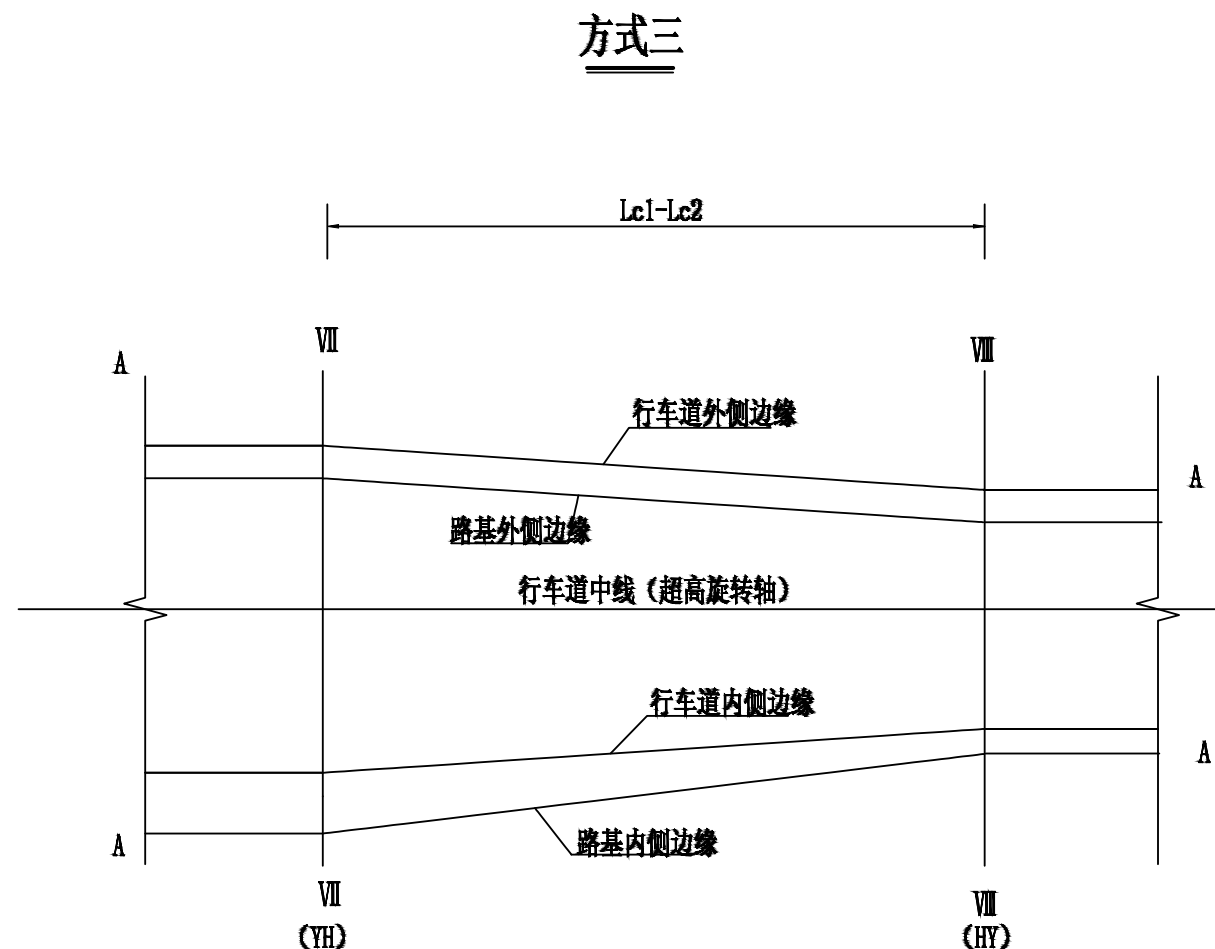 方式三
Lc1-Lc2
Ⅶ
Ⅷ
A
行车道外侧边缘
A
路基外侧边缘
行车道中线（超高旋转轴）
行车道内侧边缘
A
路基内侧边缘
A
Ⅶ
Ⅷ
(YH)
(HY)